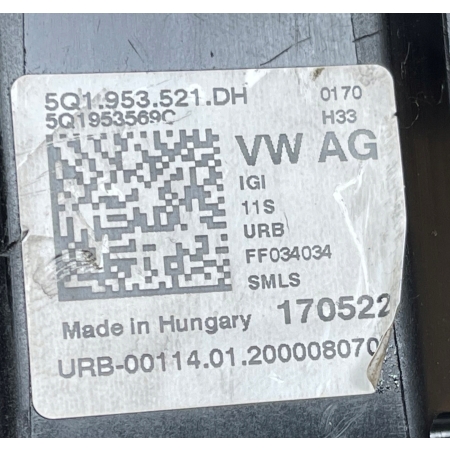 5Q1.953.521.DH 0170
5Q1953569C H33
VW AG
IGI
11S
URB
FF034034
SMLS
Made in Hungary 170522
URB-00114.01.200008070